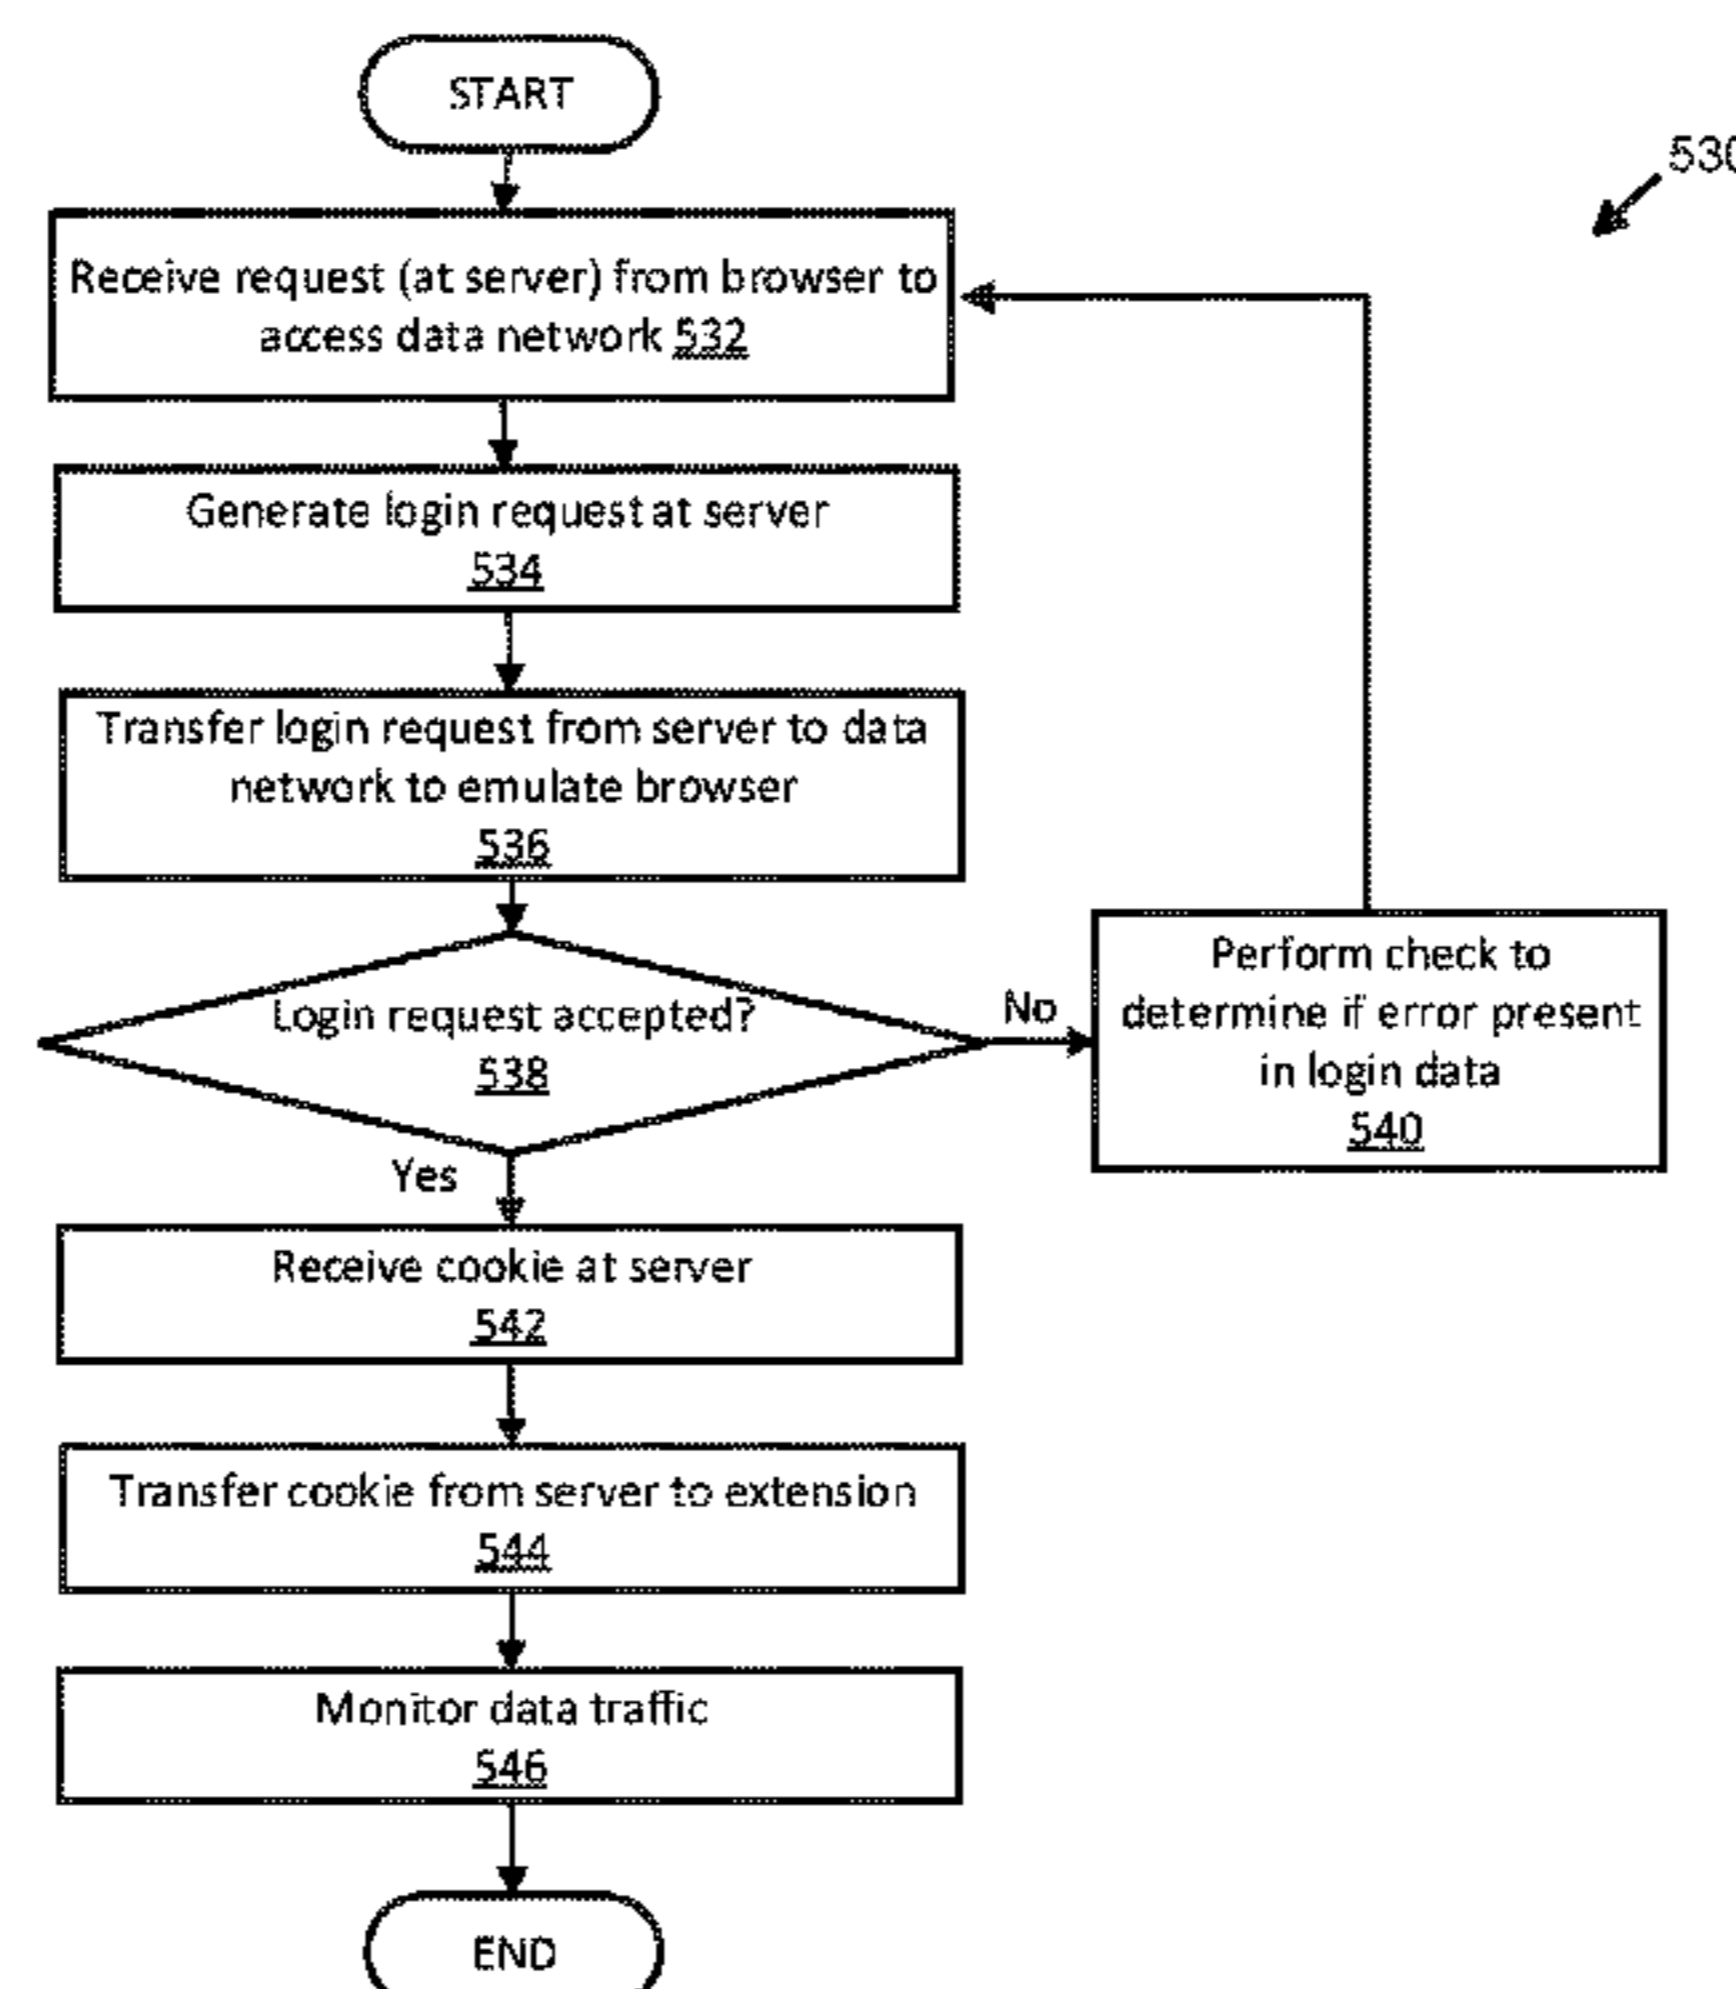 START
530
Receive request (at server) from browser to
access data network 532
Generate login request at server
534
Transfer login request from server to data
network to emulate browser
536
Login request accepted?
538
No
Perform check to
determine if error present
in login data
540
Yes
Receive cookie at server
542
Transfer cookie from server to extension
544
Monitor data traffic
546
END